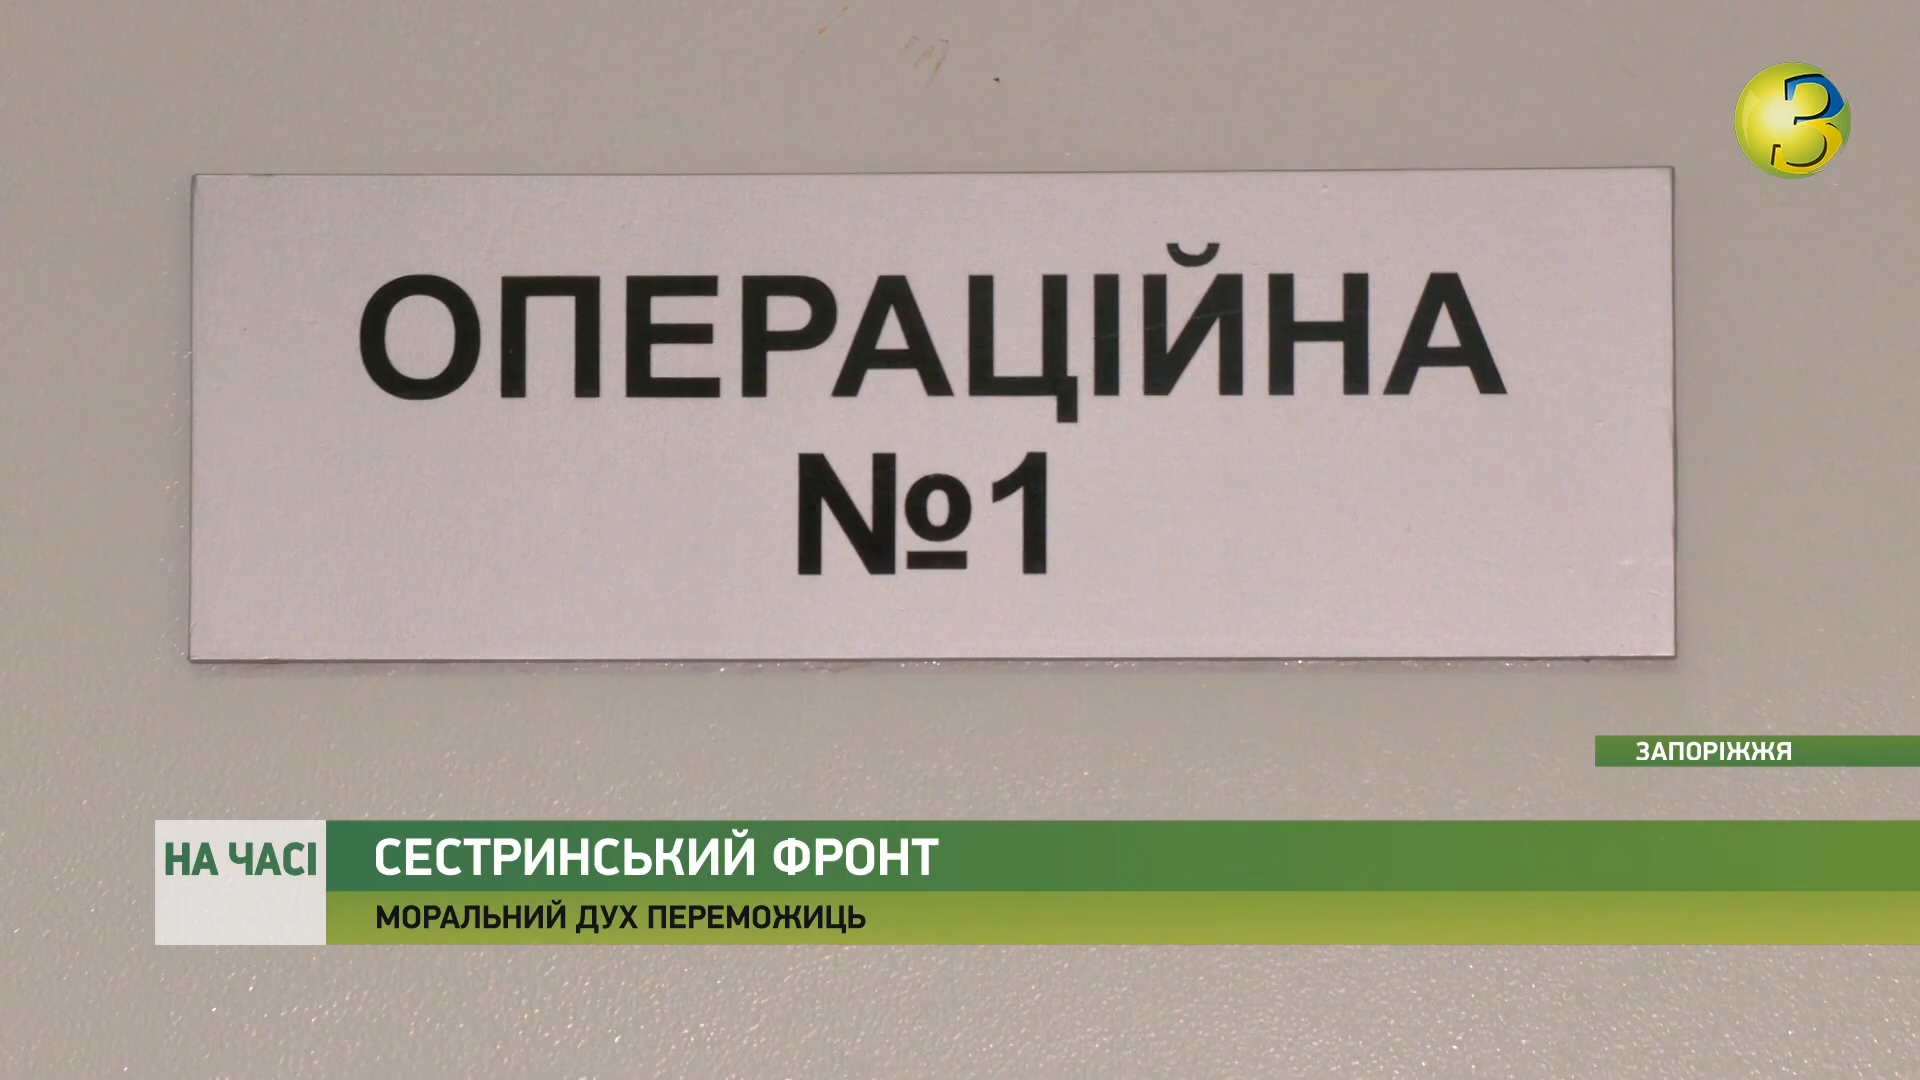 З
ОПЕРАЦІЙНА
№1
ЗАПОРІЖЖЯ
НА ЧАСІ
СЕСТРИНСЬКИЙ ФРОНТ
МОРАЛЬНИЙ ДУХ ПЕРЕМОЖИЦЬ